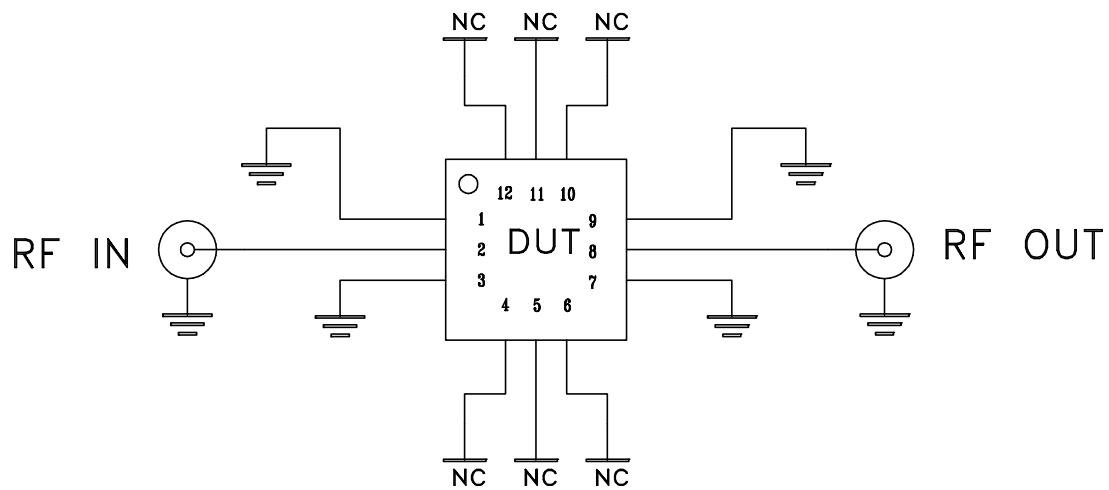 NC NC NC
12 11 10
1 9
DUT
RF IN 2 8 RF OUT
3 7
4 5 6
NC NC NC